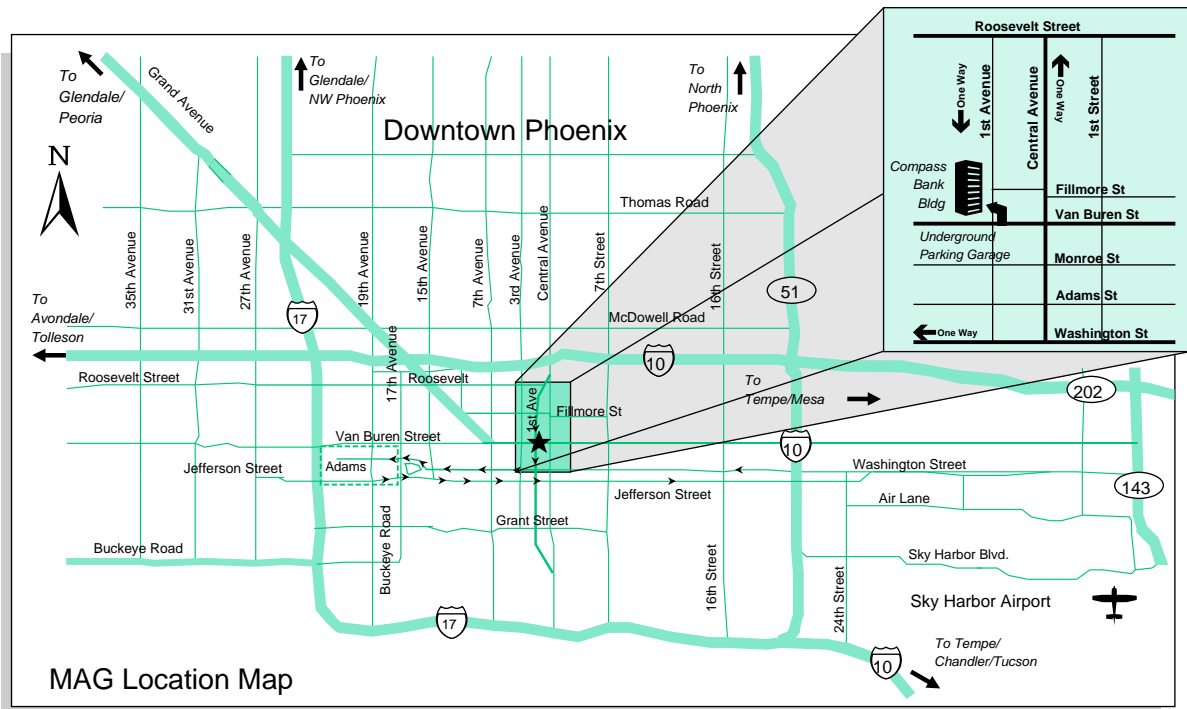 To
Glendale/
Peoria
Grand Avenue
To
Glendale/
NW Phoenix
Downtown Phoenix
To
North
Phoenix
N
Thomas Road
35th Avenue
31st Avenue
27th Avenue
19th Avenue
15th Avenue
7th Avenue
3rd Avenue
Central Avenue
7th Street
16th Street
51
To
Avondale/
Tolleson
17
McDowell Road
17th Avenue
10
Roosevelt Street
Roosevelt
To
Tempe/Mesa
202
1st Ave
Fillmore St
Van Buren Street
10
Jefferson Street
Adams
Washington Street
Jefferson Street
143
Air Lane
Grant Street
Buckeye Road
Buckeye Road
16th Street
24th Street
Sky Harbor Blvd.
Sky Harbor Airport
17
To Tempe/
Chandler/Tucson
10
MAG Location Map
Roosevelt Street
One Way
1st Avenue
Central Avenue
One Way
1st Street
Compass
Bank
Bldg
Fillmore St
Van Buren St
Underground
Parking Garage
Monroe St
Adams St
One Way
Washington St